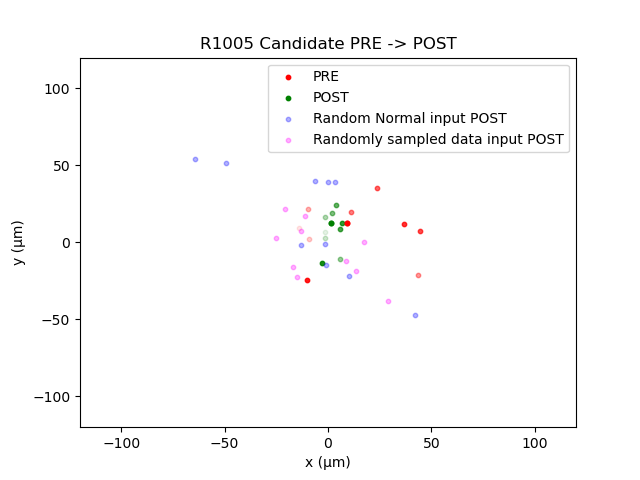 R1005 Candidate PRE -> POST
PRE
POST
Random Normal input POST
Randomly sampled data input POST
100
50
0
−50
−100
y (μm)
−100 −50 0 50 100
x (μm)